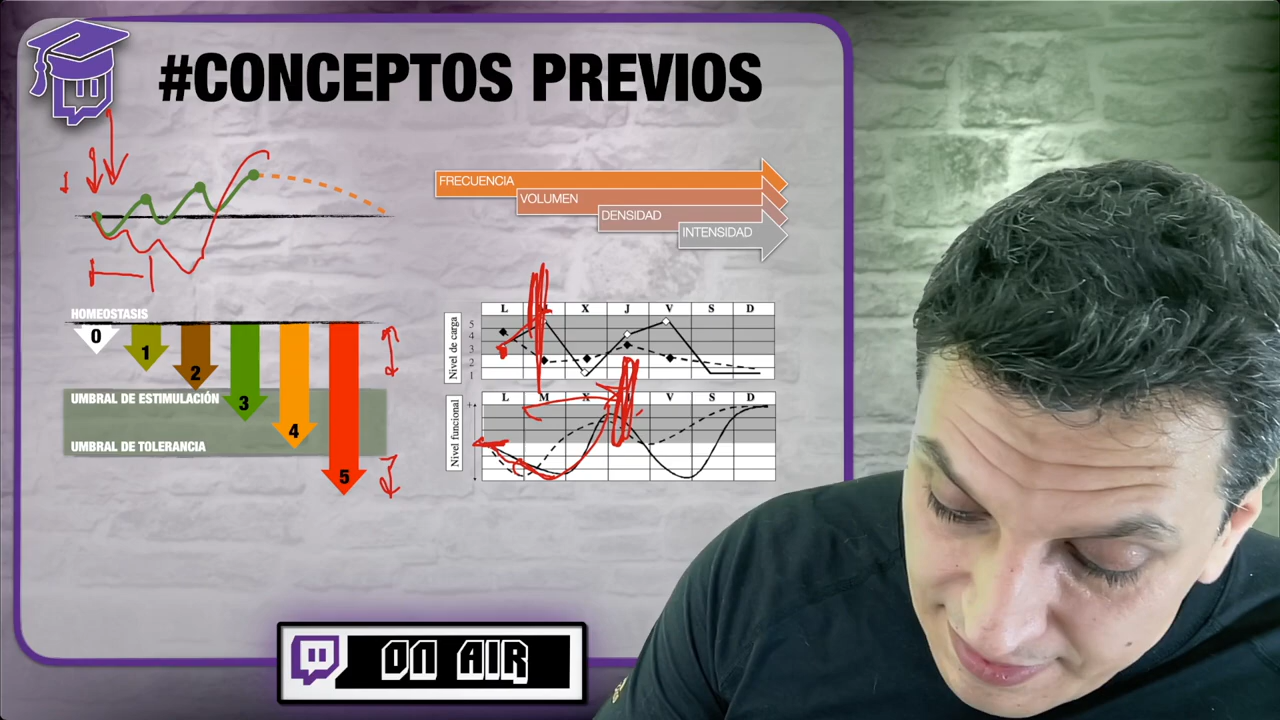 #CONCEPTOS PREVIOS
FRECUENCIA
VOLUMEN
DENSIDAD
INTENSIDAD
HOMEOSTASIS
0
1
2
3
4
5
UMBRAL DE ESTIMULACIÓN
UMBRAL DE TOLERANCIA
L X J V S D
Nivel de carga
5
4
3
2
1
L M X J V S D
Nivel funcional
+
ON AIR